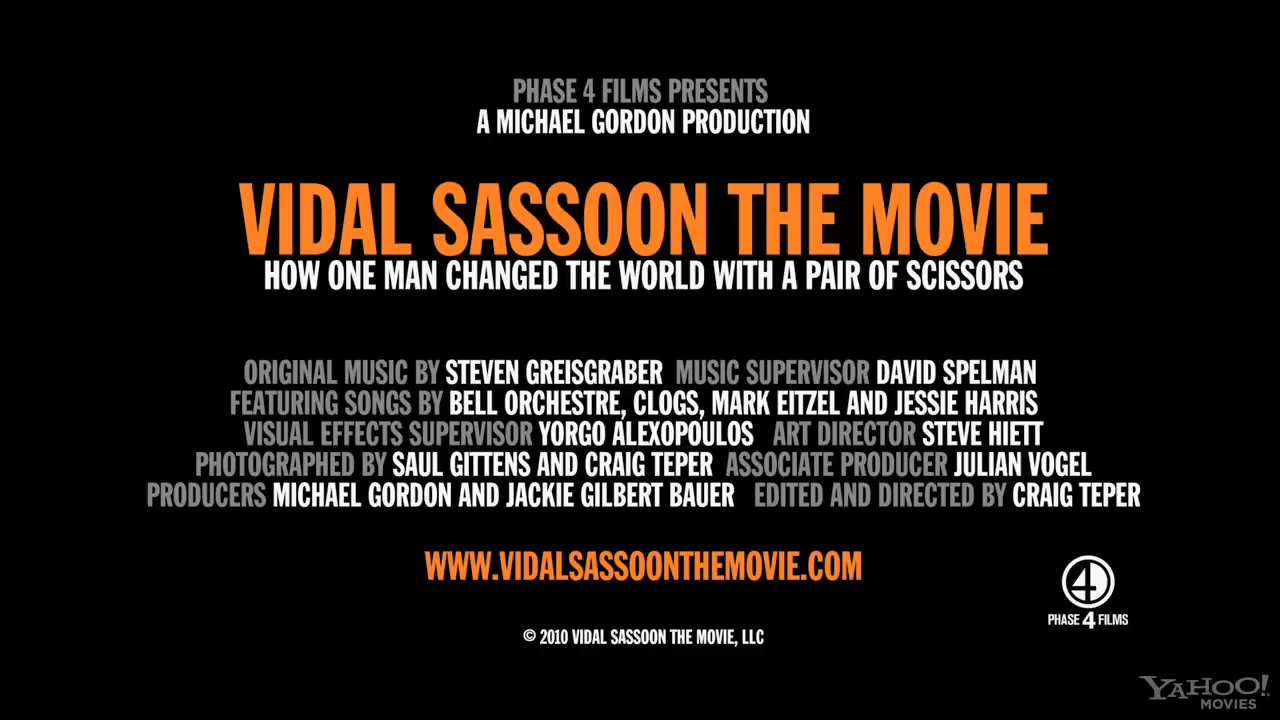 PHASE 4 FILMS PRESENTS
A MICHAEL GORDON PRODUCTION
VIDAL SASSOON THE MOVIE
HOW ONE MAN CHANGED THE WORLD WITH A PAIR OF SCISSORS
ORIGINAL MUSIC BY STEVEN GREISGRABER MUSIC SUPERVISOR DAVID SPELMAN
FEATURING SONGS BY BELL ORCHESTRE, CLOGS, MARK EITZEL AND JESSIE HARRIS
VISUAL EFFECTS SUPERVISOR YORGO ALEXOPOULOS ART DIRECTOR STEVE HIETT
PHOTOGRAPHED BY SAUL GITTENS AND CRAIG TEPER ASSOCIATE PRODUCER JULIAN VOGEL
PRODUCERS MICHAEL GORDON AND JACKIE GILBERT BAUER EDITED AND DIRECTED BY CRAIG TEPER
WWW.VIDALSASSOONTHEMOVIE.COM
4
PHASE 4 FILMS
© 2010 VIDAL SASSOON THE MOVIE, LLC
YAHOO!
MOVIES